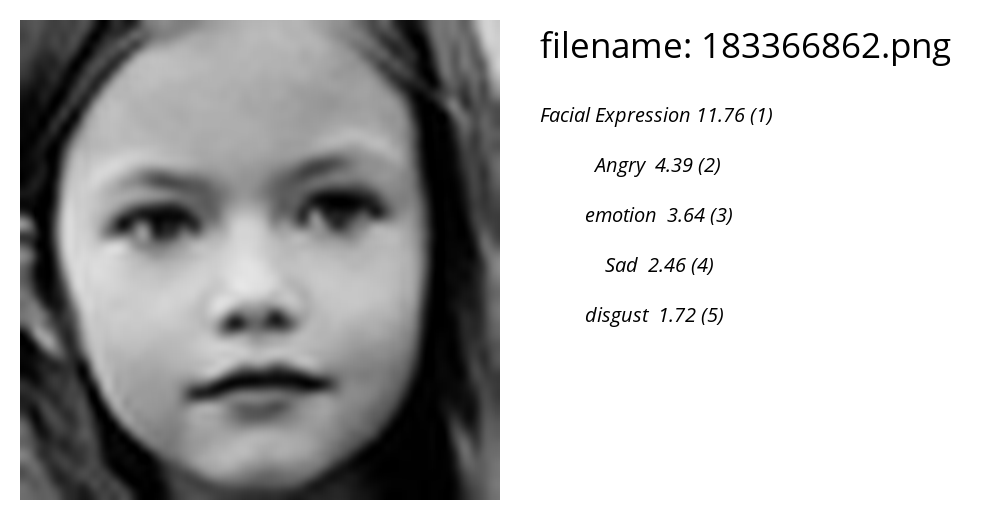 filename: 183366862.png
Facial Expression 11.76 (1)
Angry 4.39 (2)
emotion 3.64 (3)
Sad 2.46 (4)
disgust 1.72 (5)